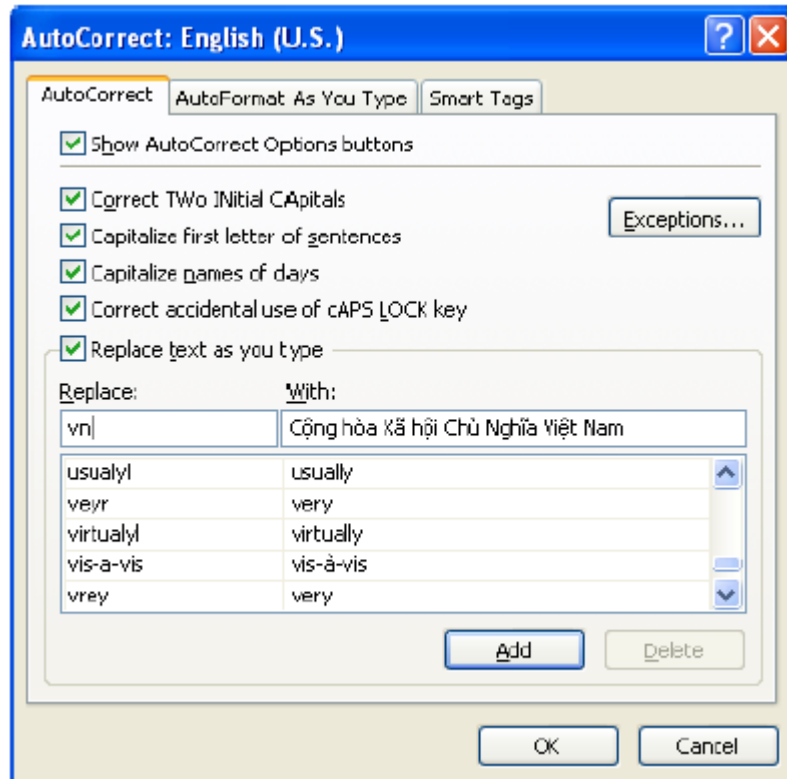 AutoCorrect: English (U.S.)
AutoCorrect AutoFormat As You Type Smart Tags
Show AutoCorrect Options buttons
Correct TWo INitial CApitals
Exceptions...
Capitalize first letter of sentences
Capitalize names of days
Correct accidental use of cAPS LOCK key
Replace text as you type
Replace: With:
vn Cộng hòa Xã hội Chủ Nghĩa Việt Nam
usualyl usually
veyr very
virtualyl virtually
vis-a-vis vis-à-vis
vrey very
Add Delete
OK Cancel